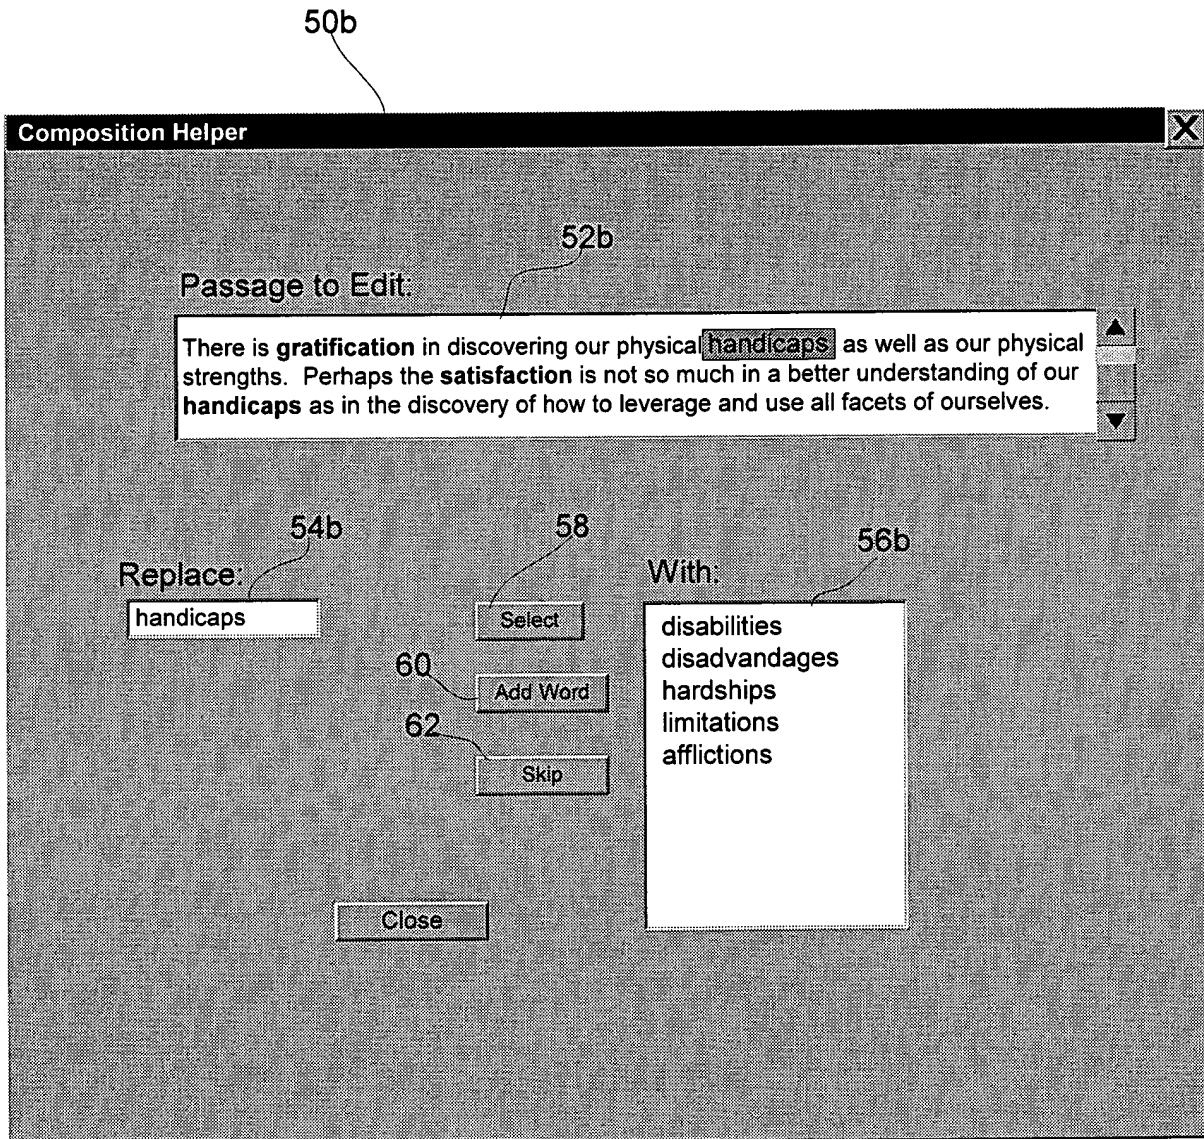 50b
Composition Helper
X
52b
Passage to Edit:
There is gratification in discovering our physical handicaps as well as our physical
strengths. Perhaps the satisfaction is not so much in a better understanding of our
handicaps as in the discovery of how to leverage and use all facets of ourselves.
54b
58
56b
Replace:
With:
handicaps
Select
disabilities
disadvandages
60
Add Word
hardships
limitations
62
afflictions
Skip
Close